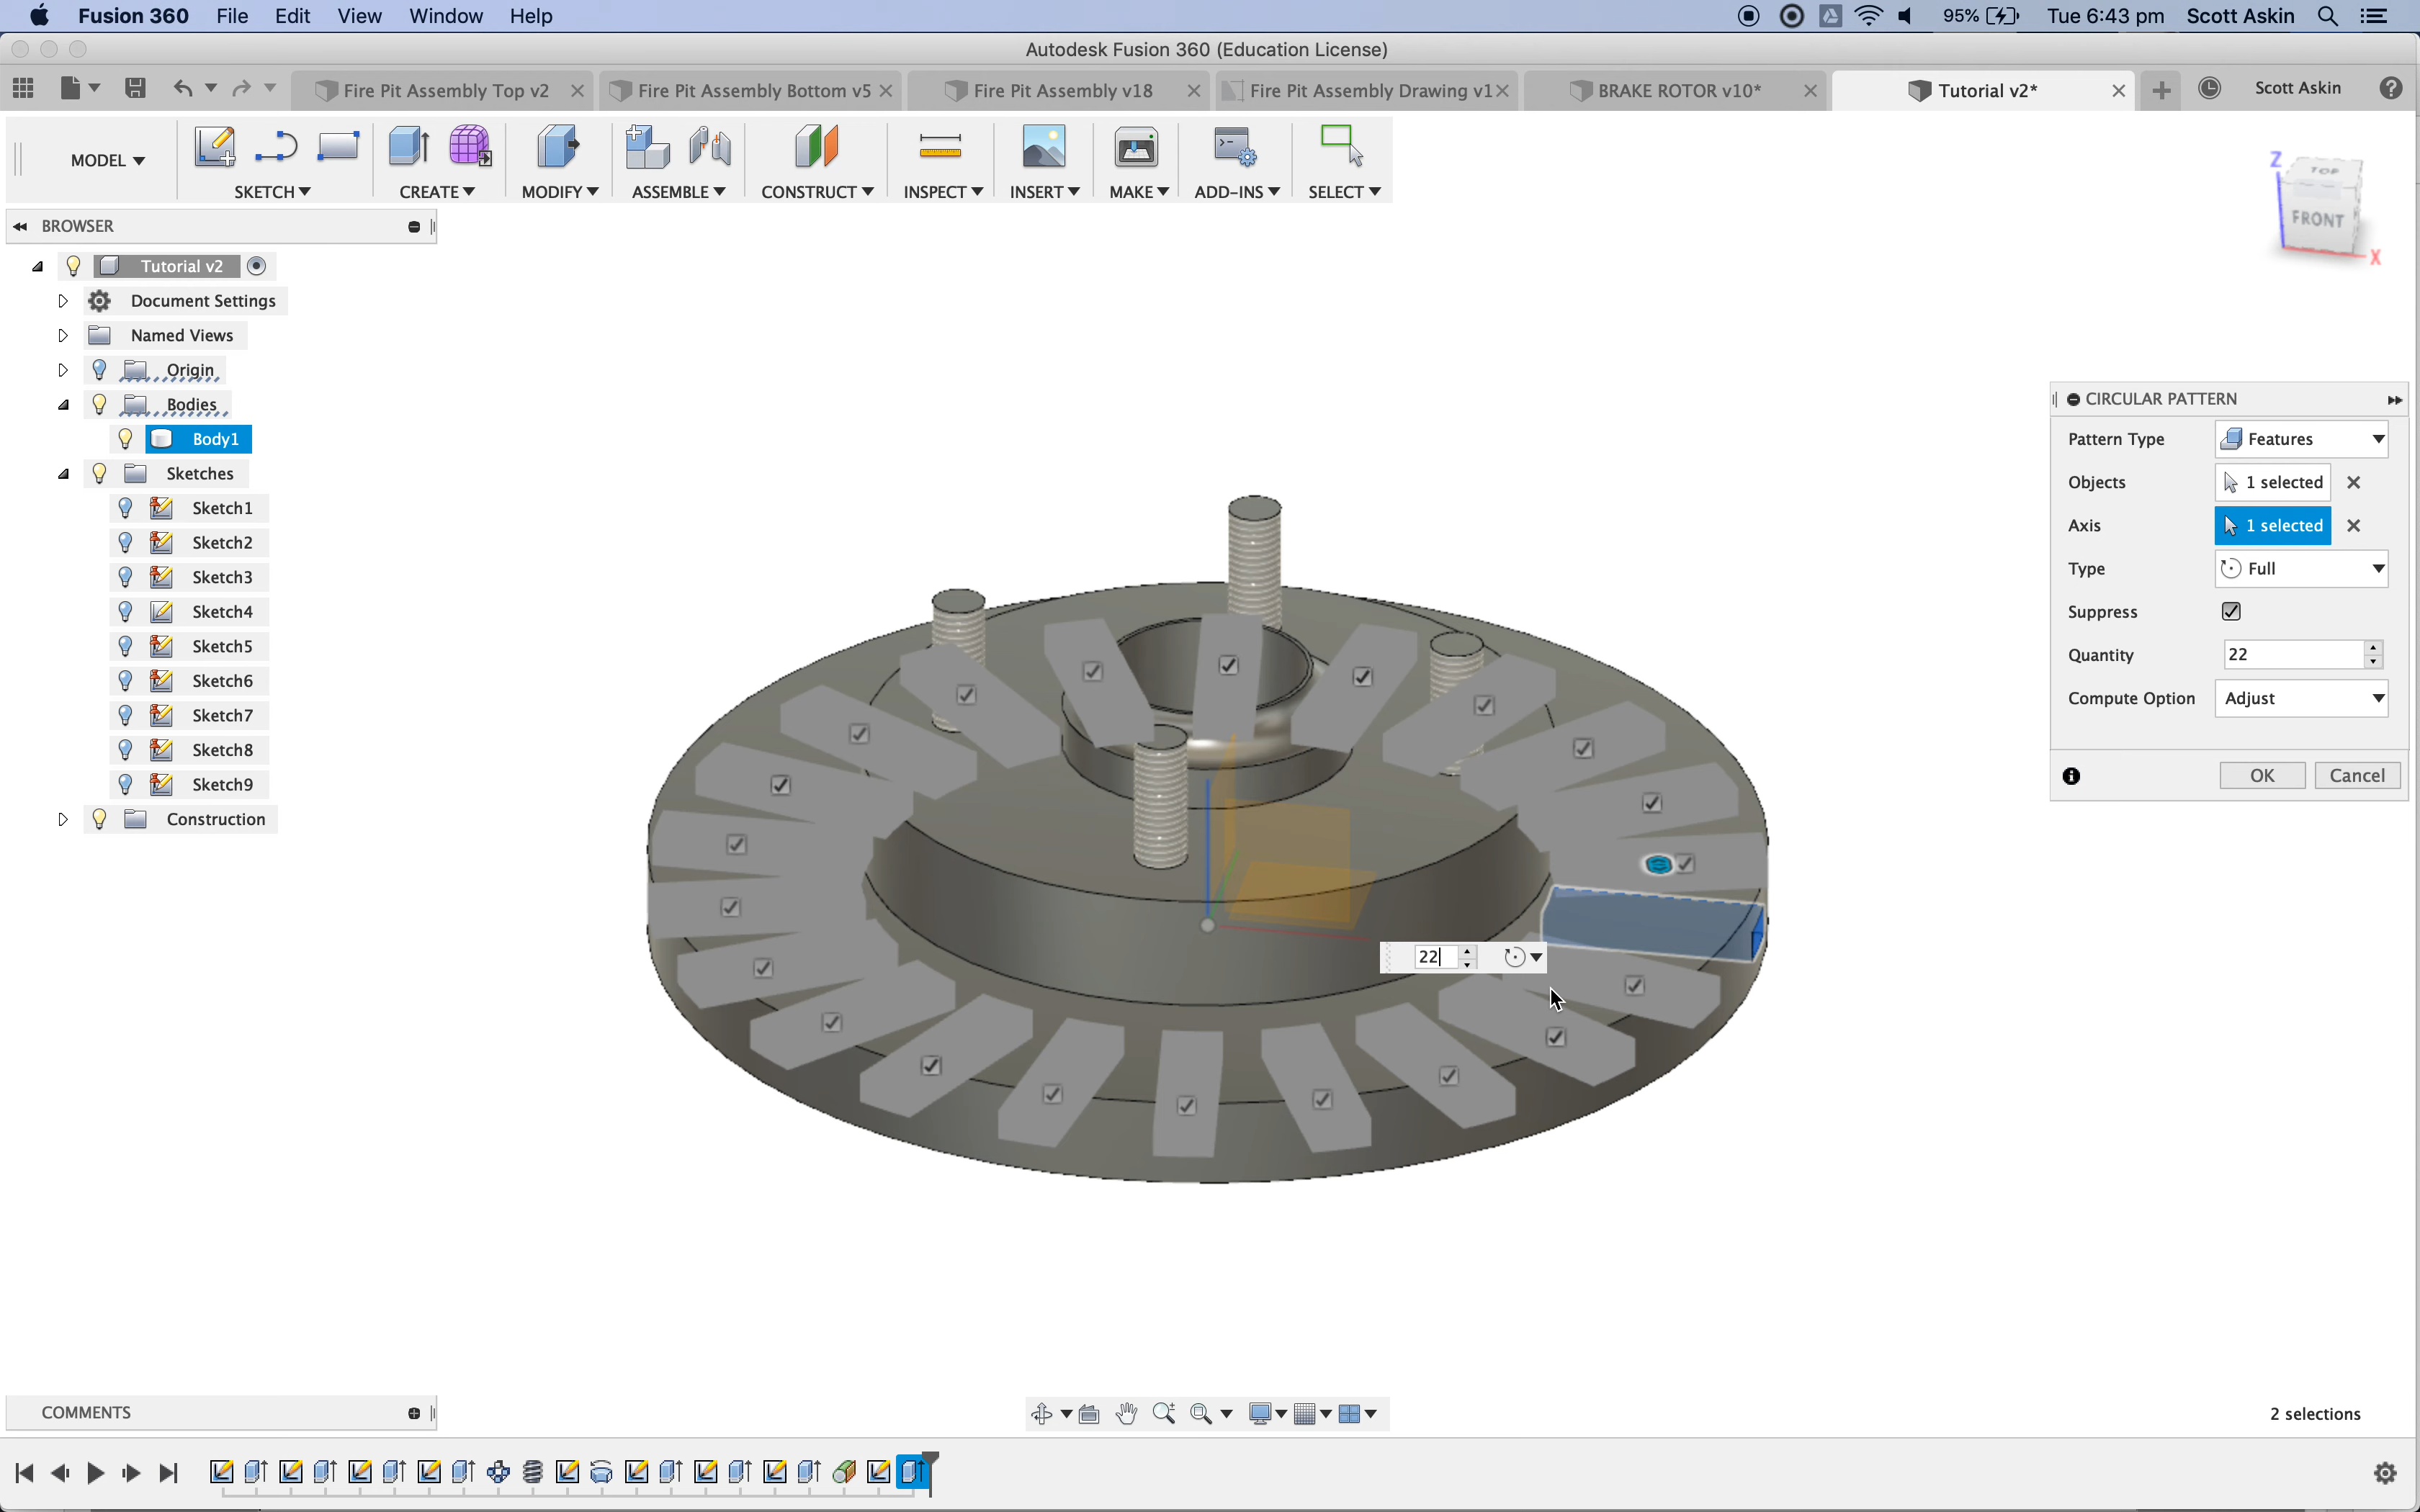 Fusion 360 File Edit View Window Help 95% Tue 6:43 pm Scott Askin
Autodesk Fusion 360 (Education License)
Fire Pit Assembly Top v2 Fire Pit Assembly Bottom v5 Fire Pit Assembly v18 Fire Pit Assembly Drawing v1 BRAKE ROTOR v10* Tutorial v2* Scott Askin
MODEL
SKETCH CREATE MODIFY ASSEMBLE CONSTRUCT INSPECT INSERT MAKE ADD-INS SELECT
Z TOP
FRONT
X
BROWSER
Tutorial v2
Document Settings
Named Views
Origin
Bodies
Body1
Sketches
Sketch1
Sketch2
Sketch3
Sketch4
Sketch5
Sketch6
Sketch7
Sketch8
Sketch9
Construction
CIRCULAR PATTERN
Pattern Type Features
Objects 1 selected
Axis 1 selected
Type Full
Suppress
Quantity 22
Compute Option Adjust
OK Cancel
22
COMMENTS
2 selections